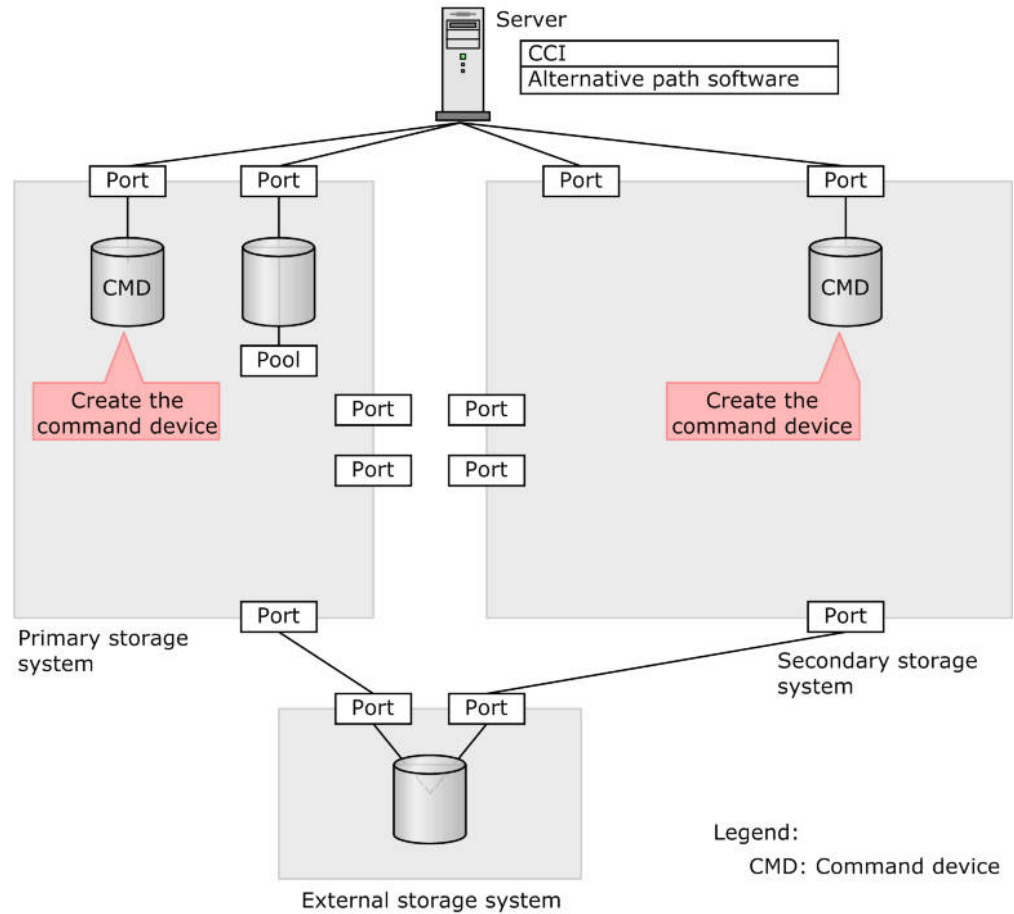 Server
CCI
Alternative path software
Port
Port
Port
Port
CMD
CMD
Pool
Create the
command device
Create the
command device
Port
Port
Port
Port
Port
Port
Primary storage
system
Secondary storage
system
Port
Port
External storage system
Legend:
CMD: Command device